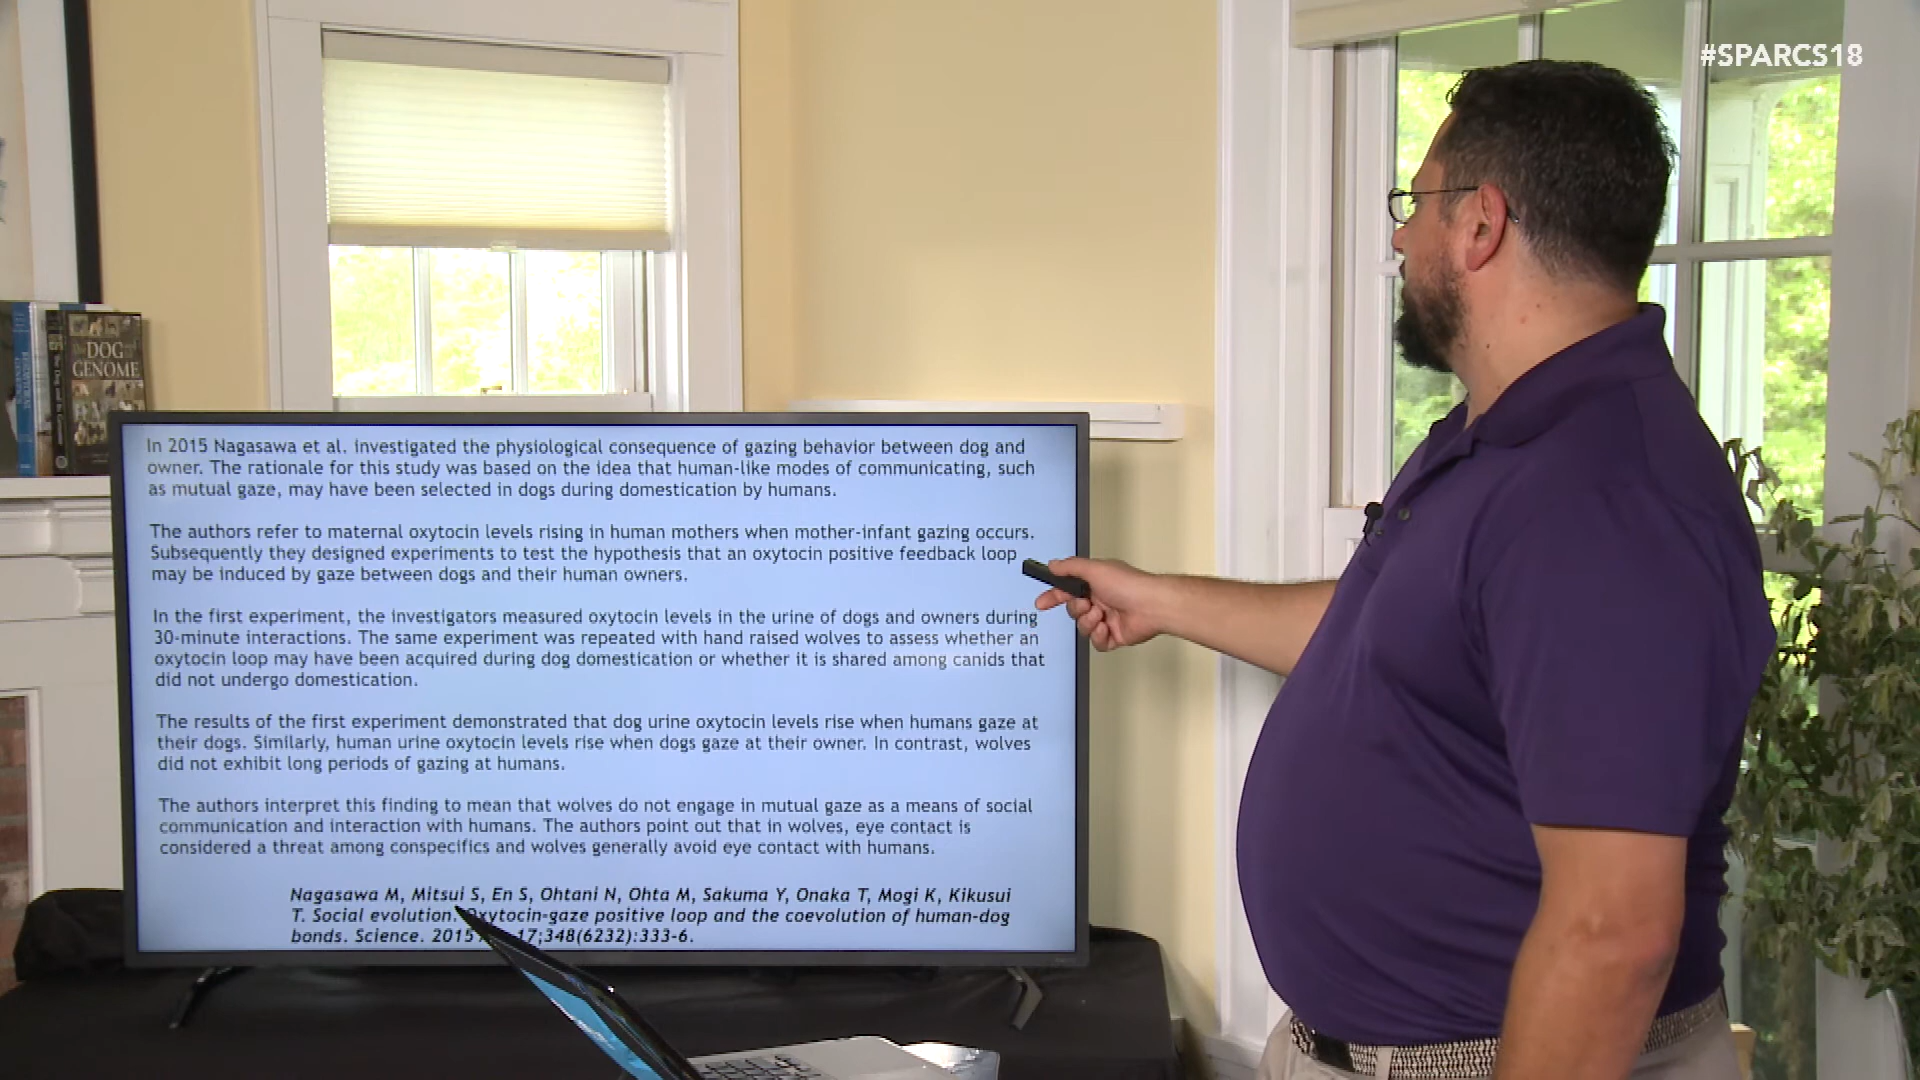 #SPARCS18
DOG
GENOME
In 2015 Nagasawa et al. investigated the physiological consequence of gazing behavior between dog and
owner. The rationale for this study was based on the idea that human-like modes of communicating, such
as mutual gaze, may have been selected in dogs during domestication by humans.
The authors refer to maternal oxytocin levels rising in human mothers when mother-infant gazing occurs.
Subsequently they designed experiments to test the hypothesis that an oxytocin positive feedback loop
may be induced by gaze between dogs and their human owners.
In the first experiment, the investigators measured oxytocin levels in the urine of dogs and owners during
30-minute interactions. The same experiment was repeated with hand raised wolves to assess whether an
oxytocin loop may have been acquired during dog domestication or whether it is shared among canids that
did not undergo domestication.
The results of the first experiment demonstrated that dog urine oxytocin levels rise when humans gaze at
their dogs. Similarly, human urine oxytocin levels rise when dogs gaze at their owner. In contrast, wolves
did not exhibit long periods of gazing at humans.
The authors interpret this finding to mean that wolves do not engage in mutual gaze as a means of social
communication and interaction with humans. The authors point out that in wolves, eye contact is
considered a threat among conspecifics and wolves generally avoid eye contact with humans.
Nagasawa M, Mitsui S, En S, Ohtani N, Ohta M, Sakuma Y, Onaka T, Mogi K, Kikusui
T. Social evolution. Oxytocin-gaze positive loop and the coevolution of human-dog
bonds. Science. 2015 17;348(6232):333-6.